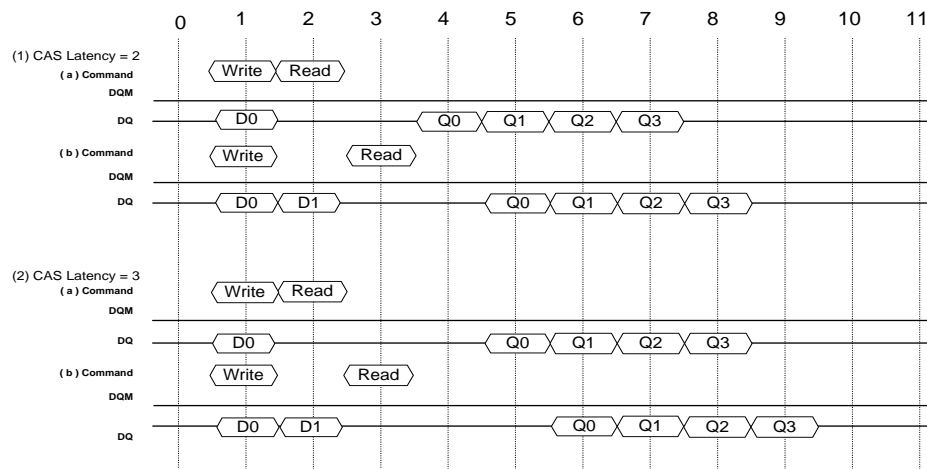 0 1 2 3 4 5 6 7 8 9 10 11
(1) CAS Latency = 2
( a ) Command Write Read
DQM
DQ D0 Q0 Q1 Q2 Q3
( b ) Command Write Read
DQM
DQ D0 D1 Q0 Q1 Q2 Q3
(2) CAS Latency = 3
( a ) Command Write Read
DQM
DQ D0 Q0 Q1 Q2 Q3
( b ) Command Write Read
DQM
DQ D0 D1 Q0 Q1 Q2 Q3